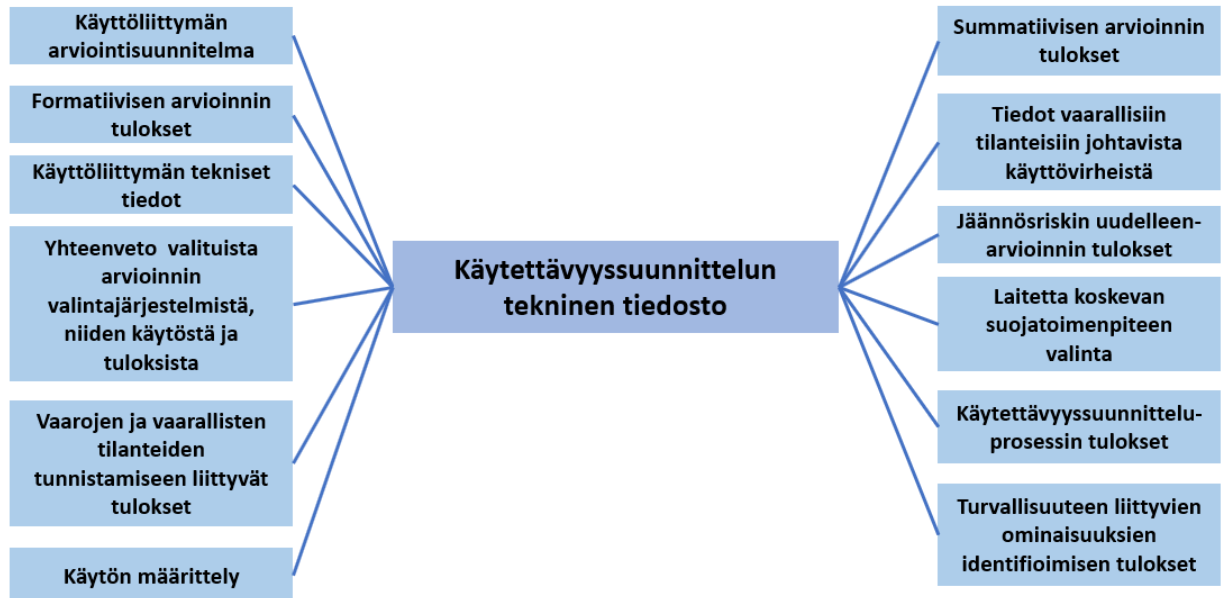 Käyttöliittymän
arviointisuunnitelma
Formatiivisen arvioinnin
tulokset
Käyttöliittymän tekniset
tiedot
Yhteenveto valituista
arvioinnin
valintajärjestelmistä,
niiden käytöstä ja
tuloksista
Vaarojen ja vaarallisten
tilanteiden
tunnistamiseen liittyvät
tulokset
Käytön määrittely
Käytettävyyssuunnittelun
tekninen tiedosto
Summatiivisen arvioinnin
tulokset
Tiedot vaarallisiin
tilanteisiin johtavista
käyttövirheistä
Jäännösriskin uudelleen-
arvioinnin tulokset
Laitetta koskevan
suojatoimenpiteen
valinta
Käytettävyyssuunnittelu-
prosessin tulokset
Turvallisuuteen liittyvien
ominaisuuksien
identifioimisen tulokset